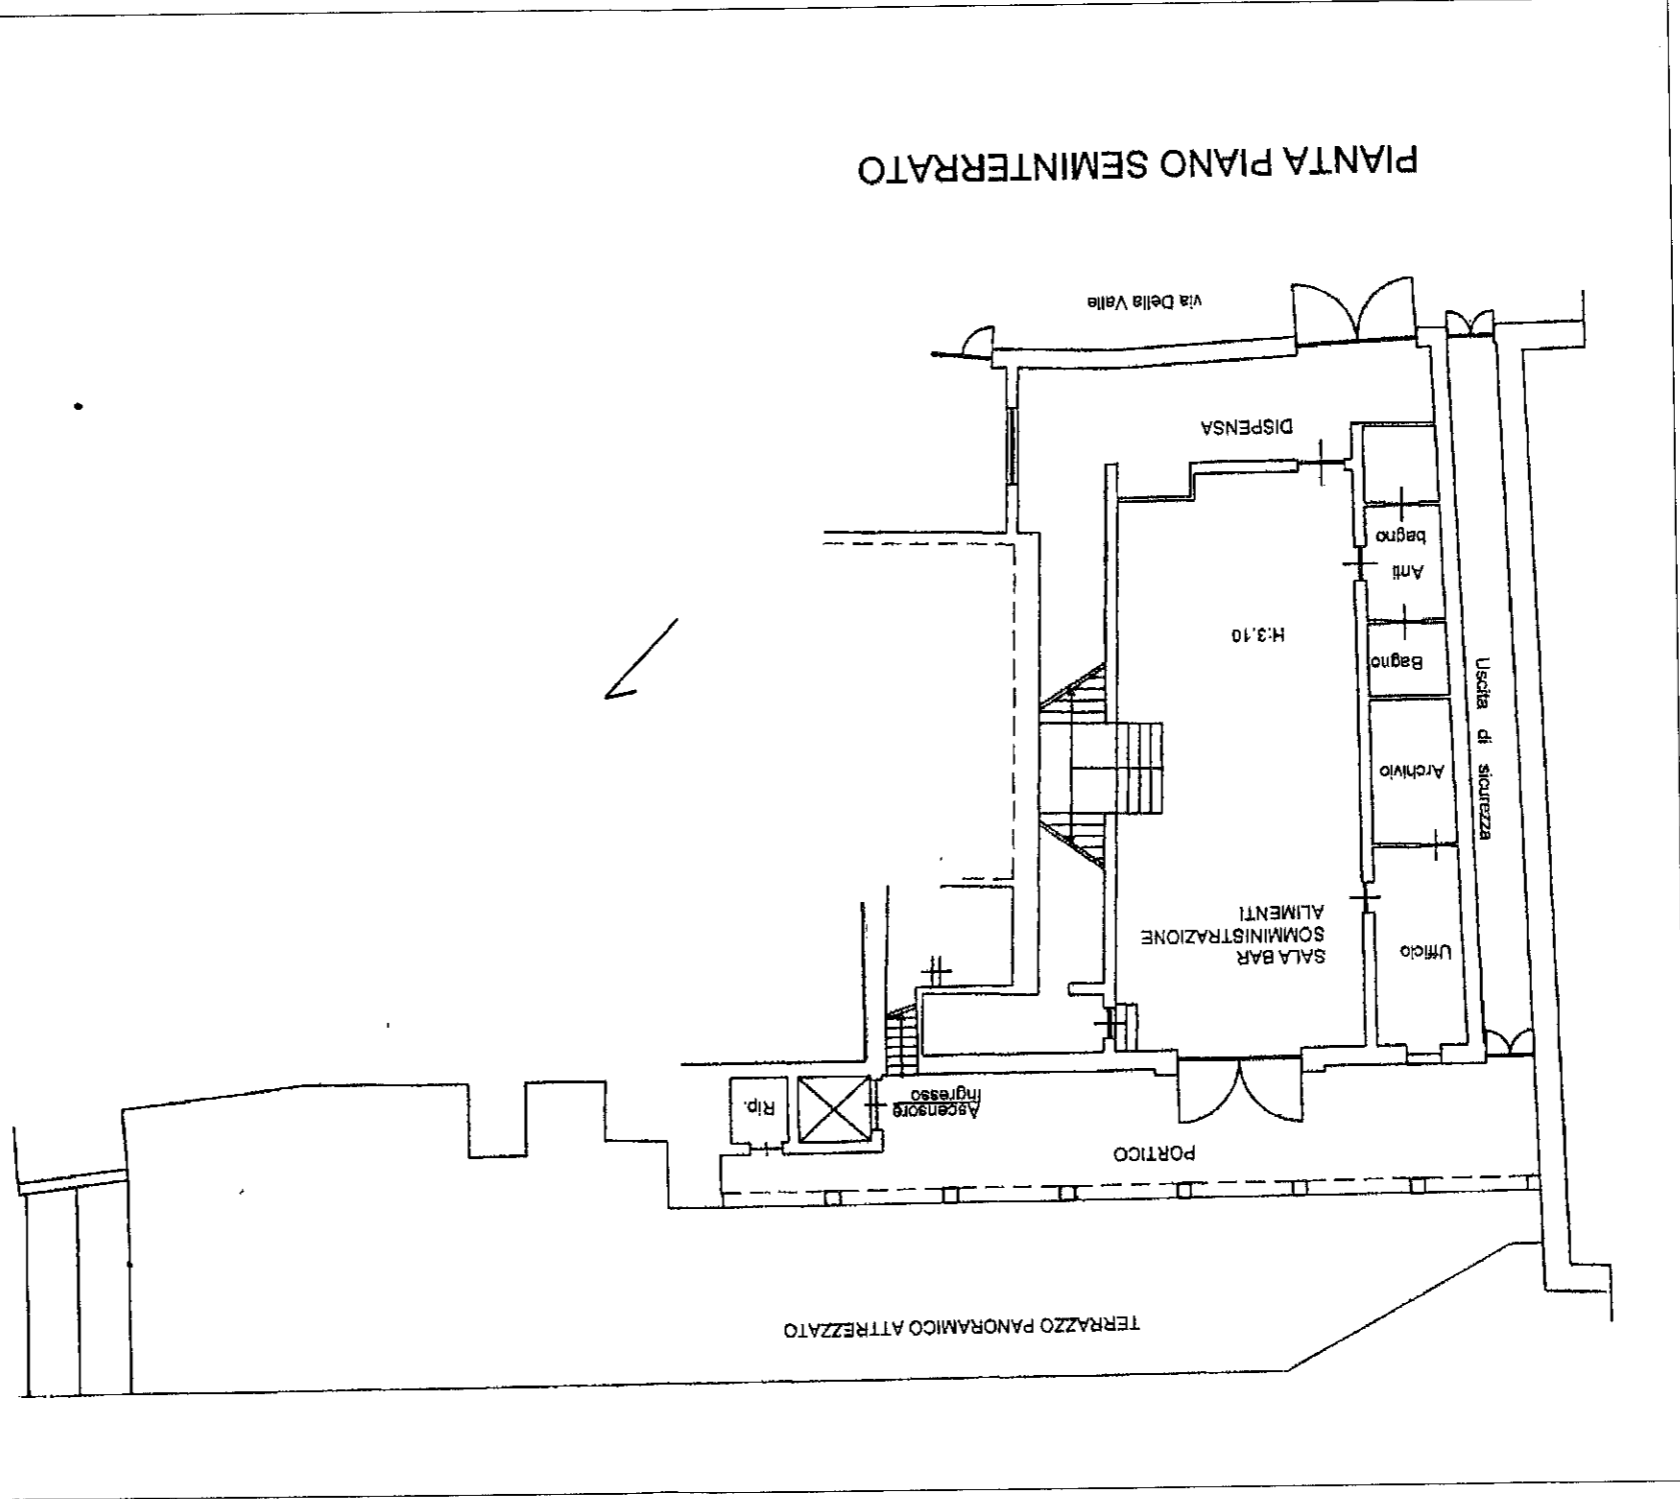 PIANTA PIANO SEMINTERRATO
via Della Valle
DISPENSA
Anti
bagno
H:3.10
Bagno
Archivio
Uscita di sicurezza
SALA BAR
SOMMINISTRAZIONE
ALIMENTI
Ufficio
Ascensore
Ingresso
Rip.
PORTICO
TERRAZZO PANORAMICO ATTREZZATO